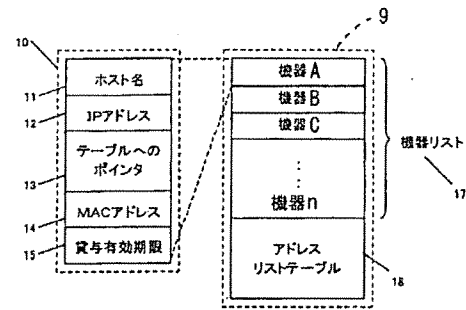 9
10
ホスト名
11
IPアドレス
12
テーブルへの
ポインタ
13
MACアドレス
14
貸与有効期限
15
機器A
機器B
機器C
機器n
機器リスト
17
アドレス
リストテーブル
18